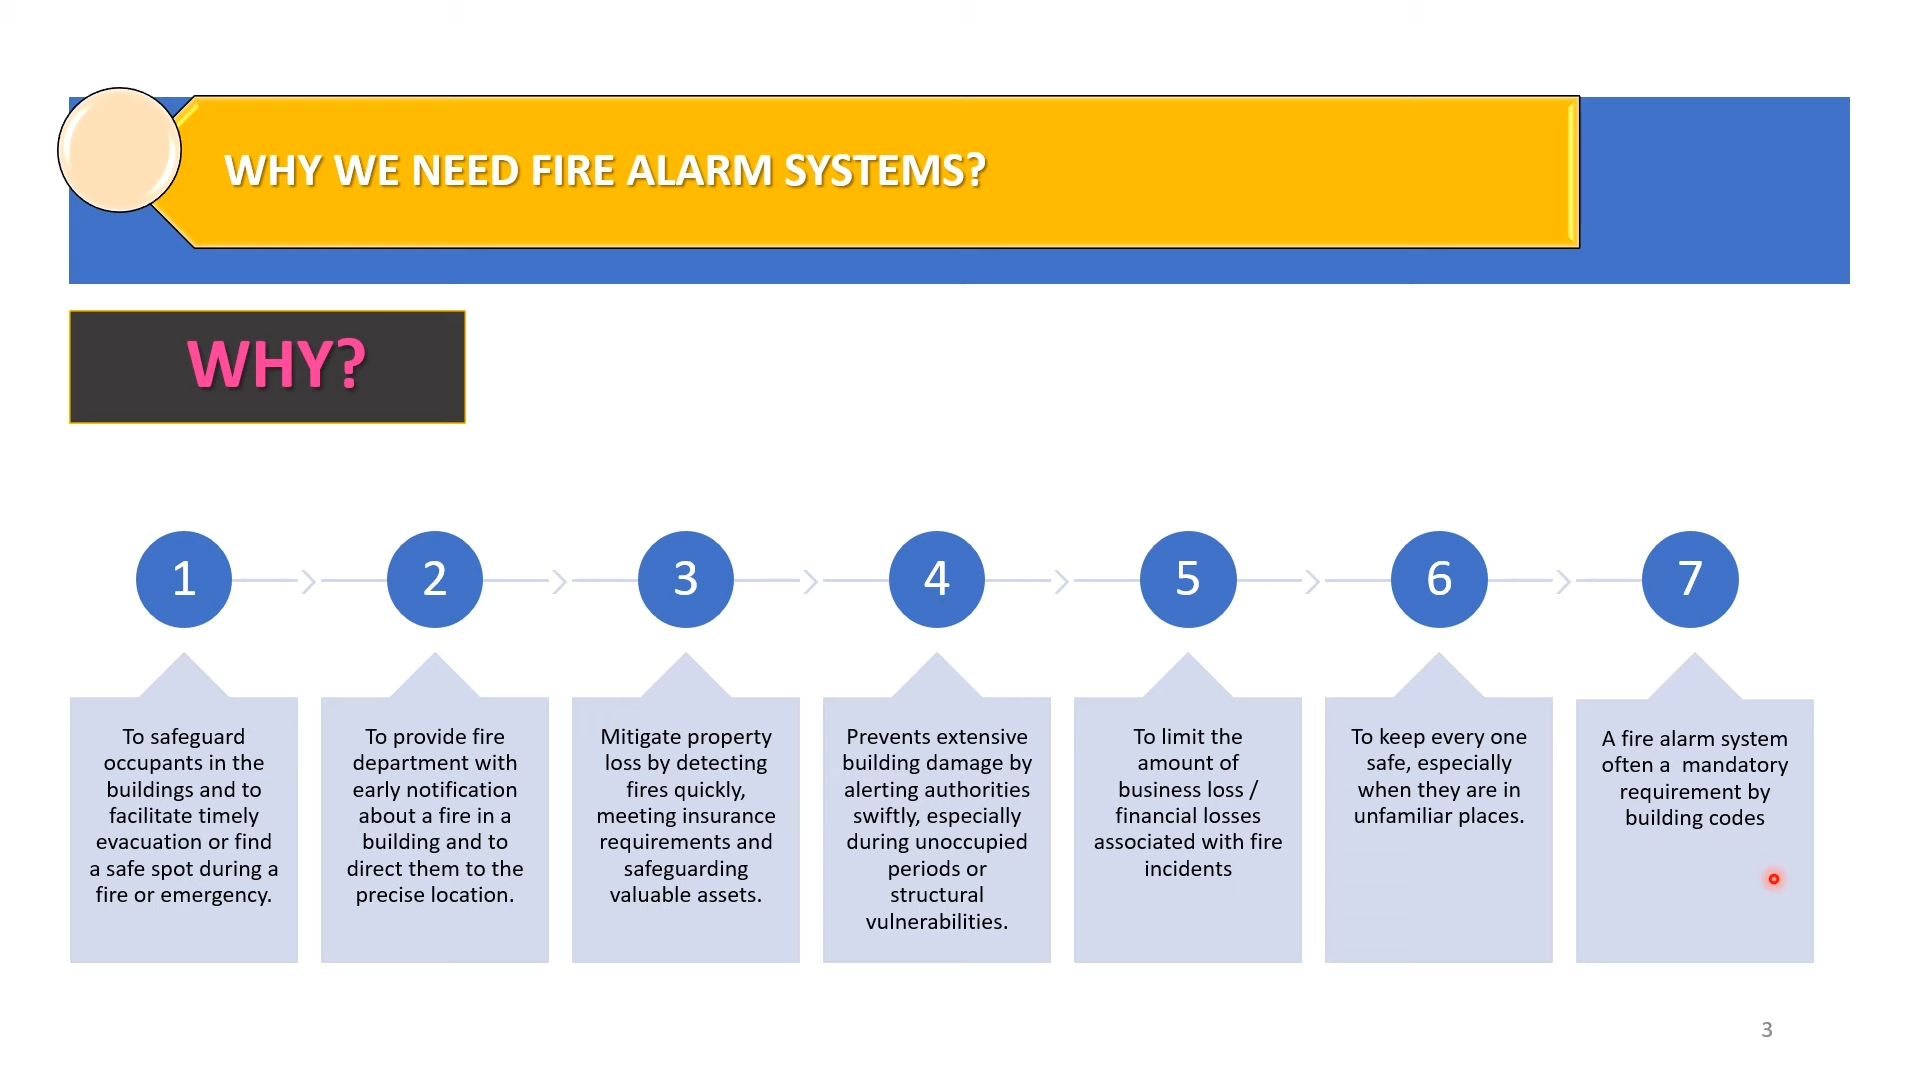 WHY WE NEED FIRE ALARM SYSTEMS?
WHY?
1
2
3
4
5
6
7
To safeguard
occupants in the
buildings and to
facilitate timely
evacuation or find
a safe spot during a
fire or emergency.
To provide fire
department with
early notification
about a fire in a
building and to
direct them to the
precise location.
Mitigate property
loss by detecting
fires quickly,
meeting insurance
requirements and
safeguarding
valuable assets.
Prevents extensive
building damage by
alerting authorities
swiftly, especially
during unoccupied
periods or
structural
vulnerabilities.
To limit the
amount of
business loss /
financial losses
associated with fire
incidents
To keep every one
safe, especially
when they are in
unfamiliar places.
A fire alarm system
often a  mandatory
requirement by
building codes
3